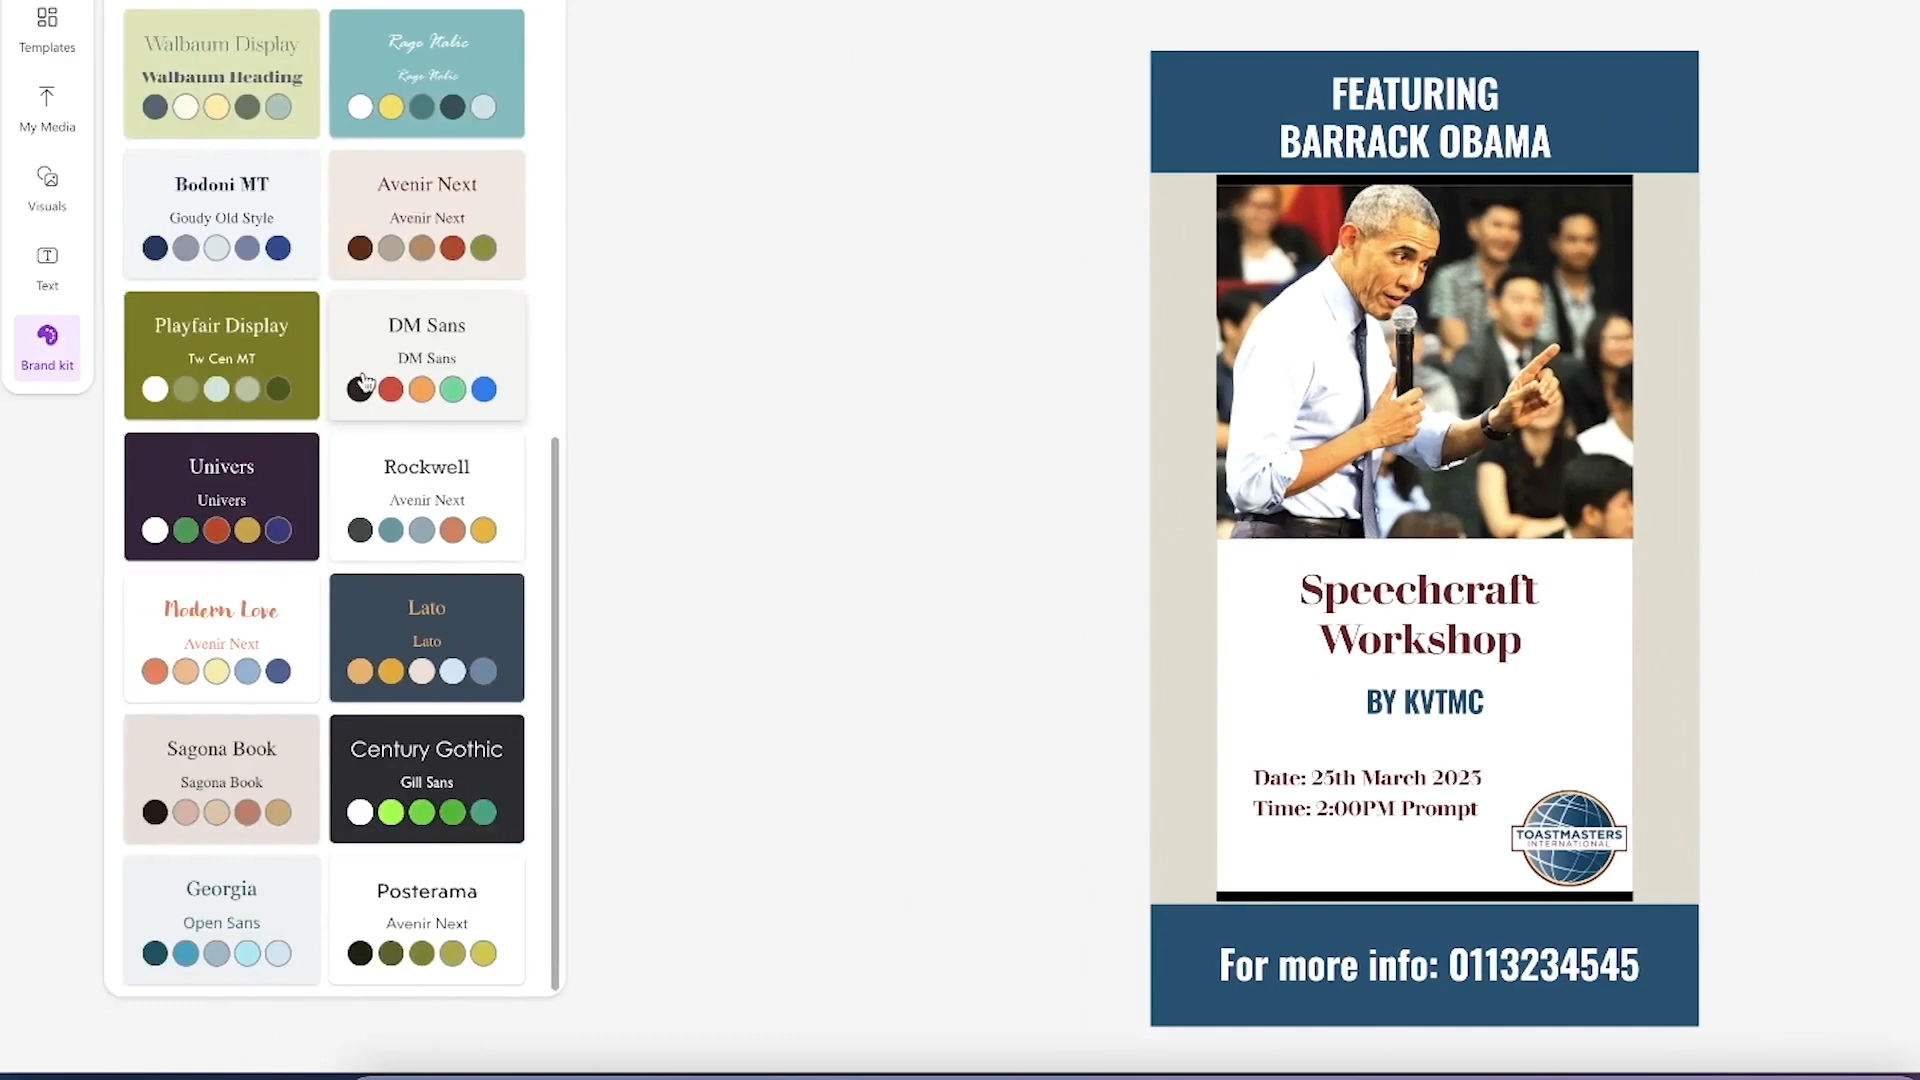 Templates
My Media
Visuals
Text
Brand kit
Walbaum Display
Walbaum Heading
Rage Italic
Rage Italic
Bodoni MT
Goudy Old Style
Avenir Next
Avenir Next
Playfair Display
Tw Cen MT
DM Sans
DM Sans
Univers
Univers
Rockwell
Avenir Next
Modern Love
Avenir Next
Lato
Lato
Sagona Book
Sagona Book
Century Gothic
Gill Sans
Georgia
Open Sans
Posterama
Avenir Next
FEATURING
BARRACK OBAMA
Speechcraft
Workshop
BY KVTMC
Date: 25th March 2023
Time: 2:00PM Prompt
TOASTMASTERS
INTERNATIONAL
For more info: 0113234545